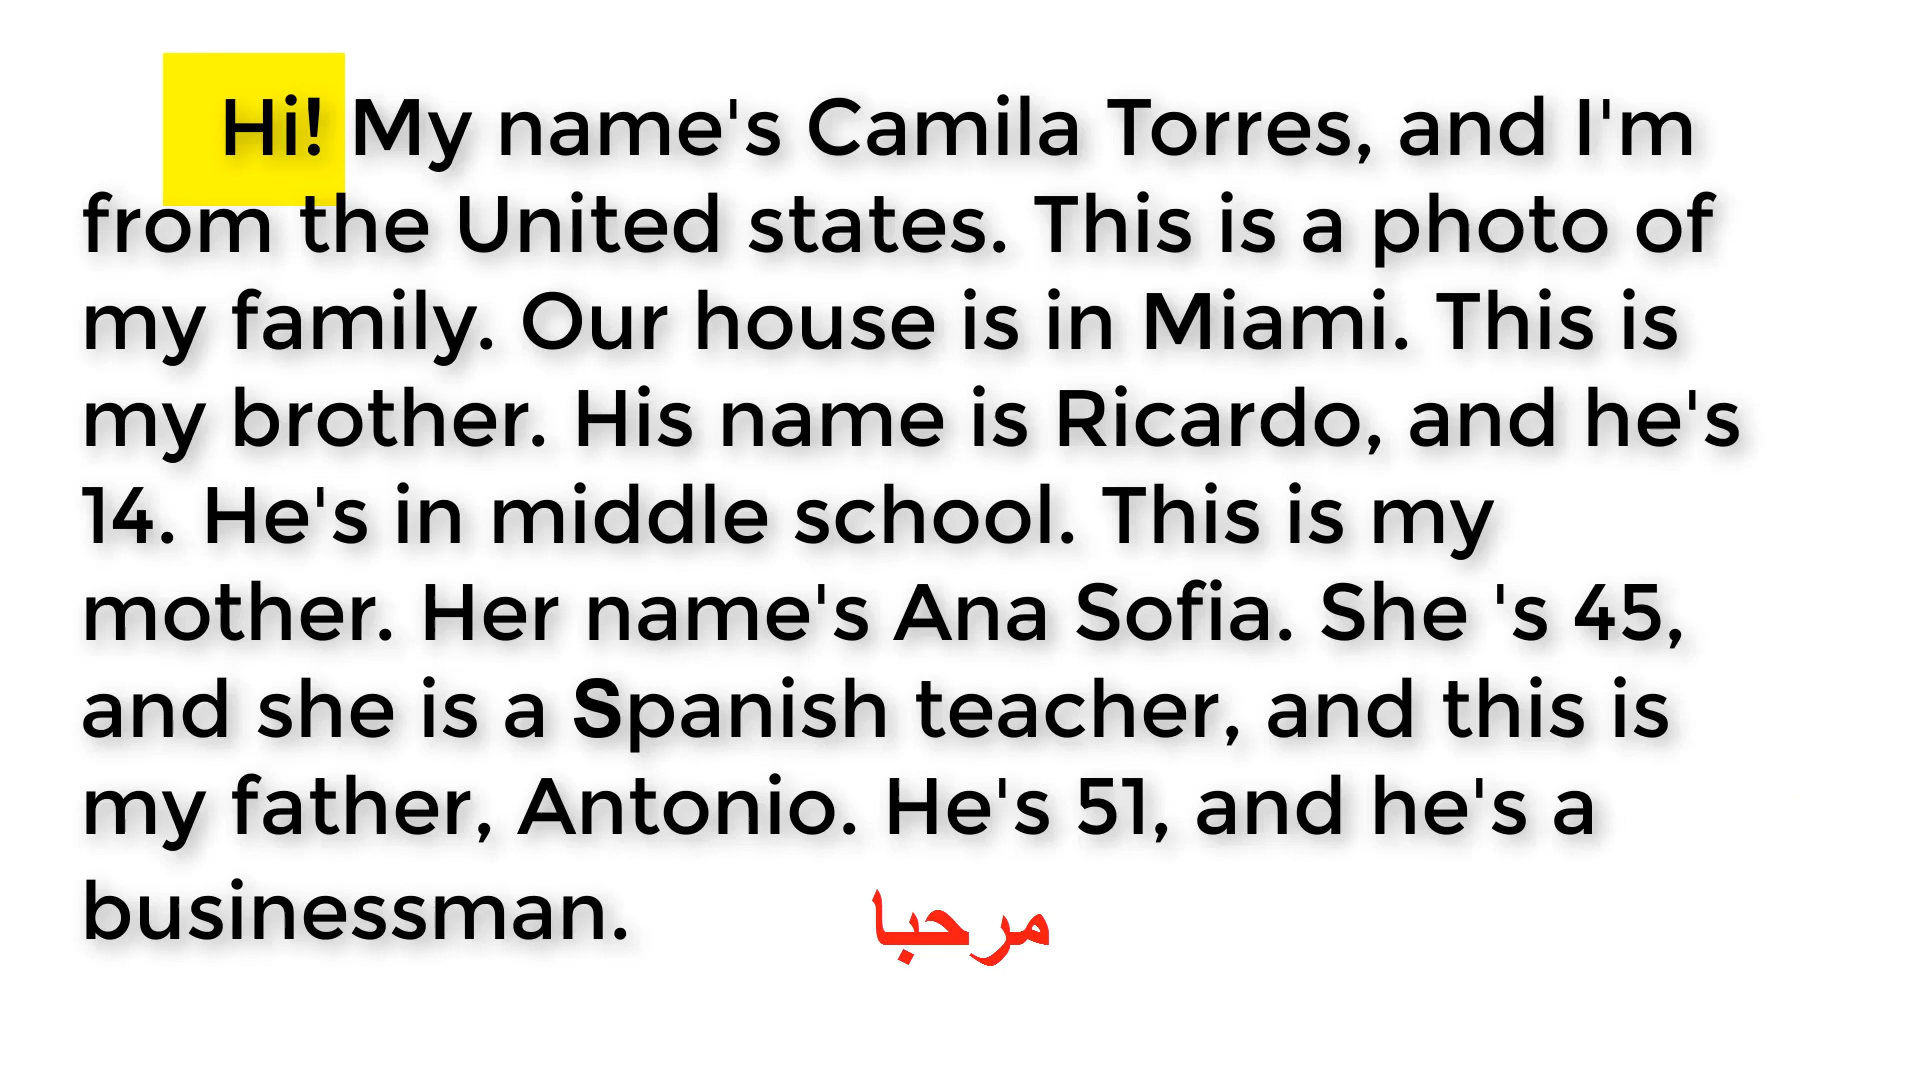 Hi! My name's Camila Torres, and I'm
from the United states. This is a photo of
my family. Our house is in Miami. This is
my brother. His name is Ricardo, and he's
14. He's in middle school. This is my
mother. Her name's Ana Sofia. She 's 45,
and she is a Spanish teacher, and this is
my father, Antonio. He's 51, and he's a
businessman.
مرحبا